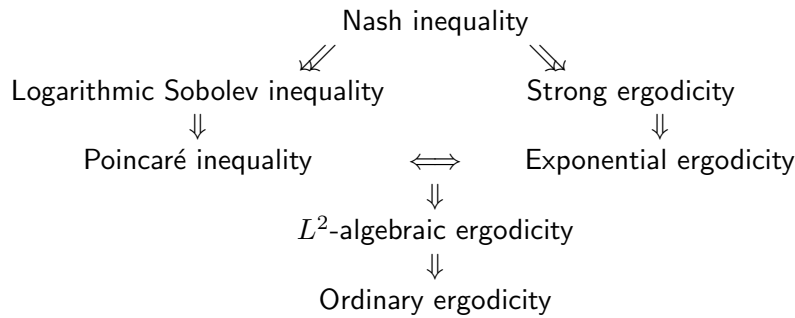 Nash inequality
⇙⇙ ⇘⇘
Logarithmic Sobolev inequality Strong ergodicity
⇓ ⇓
Poincaré inequality ⇐⇒ Exponential ergodicity
⇓
L²-algebraic ergodicity
⇓
Ordinary ergodicity